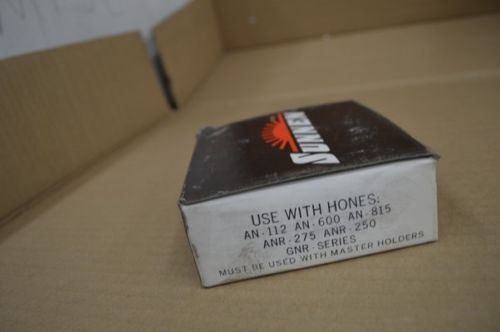 SUNNEN
USE WITH HONES:
AN-112 AN-600 AN-815
ANR-275 ANR-250
GNR-SERIES
MUST BE USED WITH MASTER HOLDERS